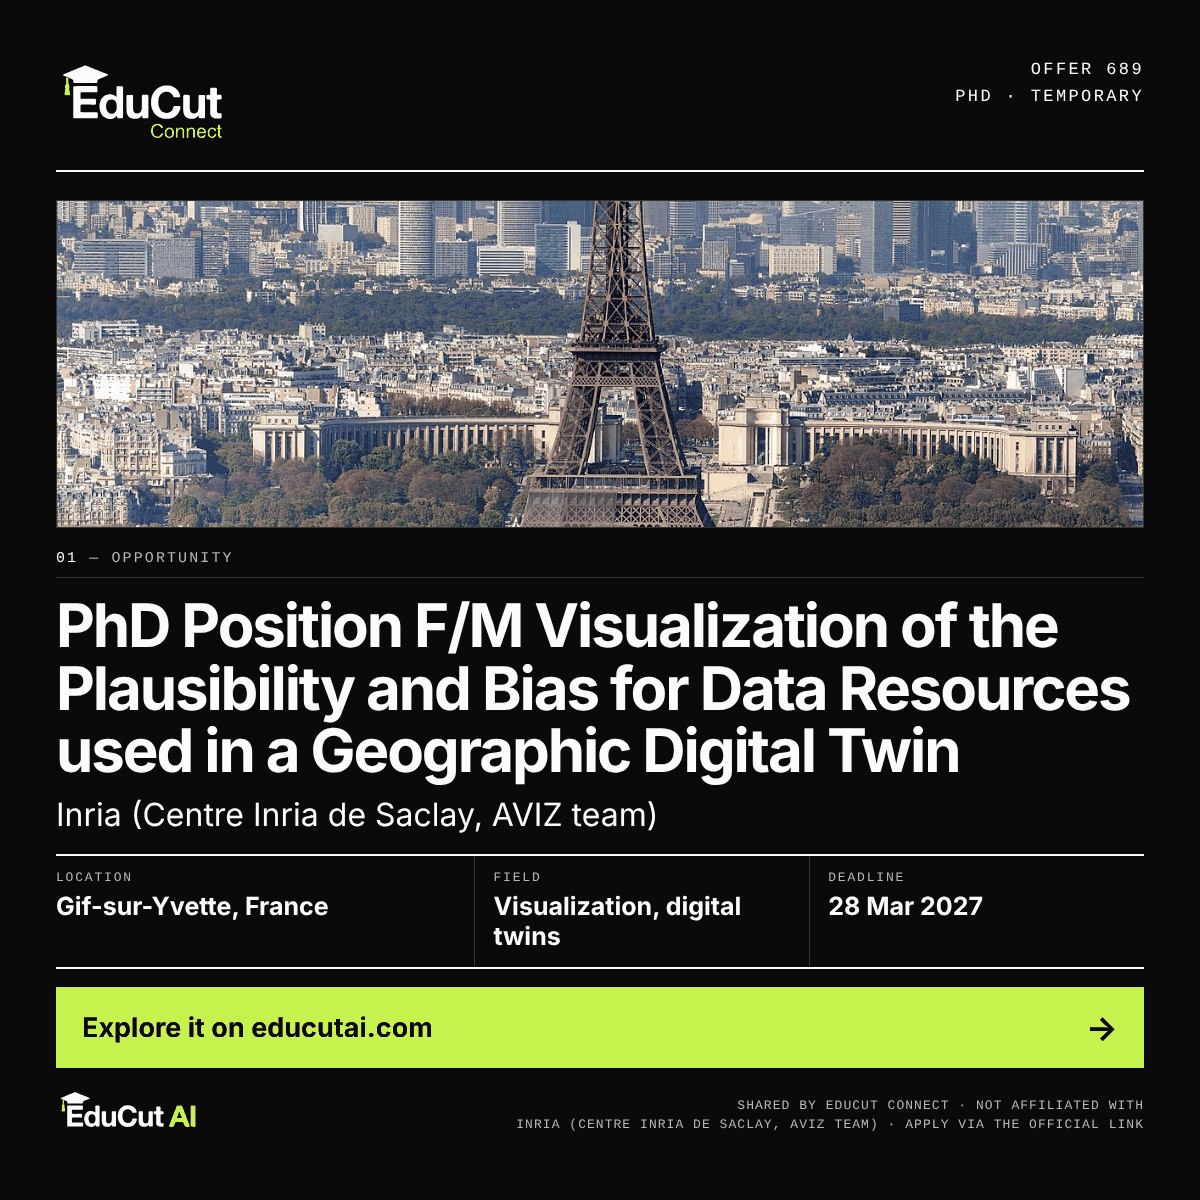 EduCut
Connect
OFFER 689
PHD · TEMPORARY
01 — OPPORTUNITY
PhD Position F/M Visualization of the
Plausibility and Bias for Data Resources
used in a Geographic Digital Twin
Inria (Centre Inria de Saclay, AVIZ team)
LOCATION
Gif-sur-Yvette, France
FIELD
Visualization, digital
twins
DEADLINE
28 Mar 2027
Explore it on educutai.com →
EduCut AI
SHARED BY EDUCUT CONNECT · NOT AFFILIATED WITH
INRIA (CENTRE INRIA DE SACLAY, AVIZ TEAM) · APPLY VIA THE OFFICIAL LINK